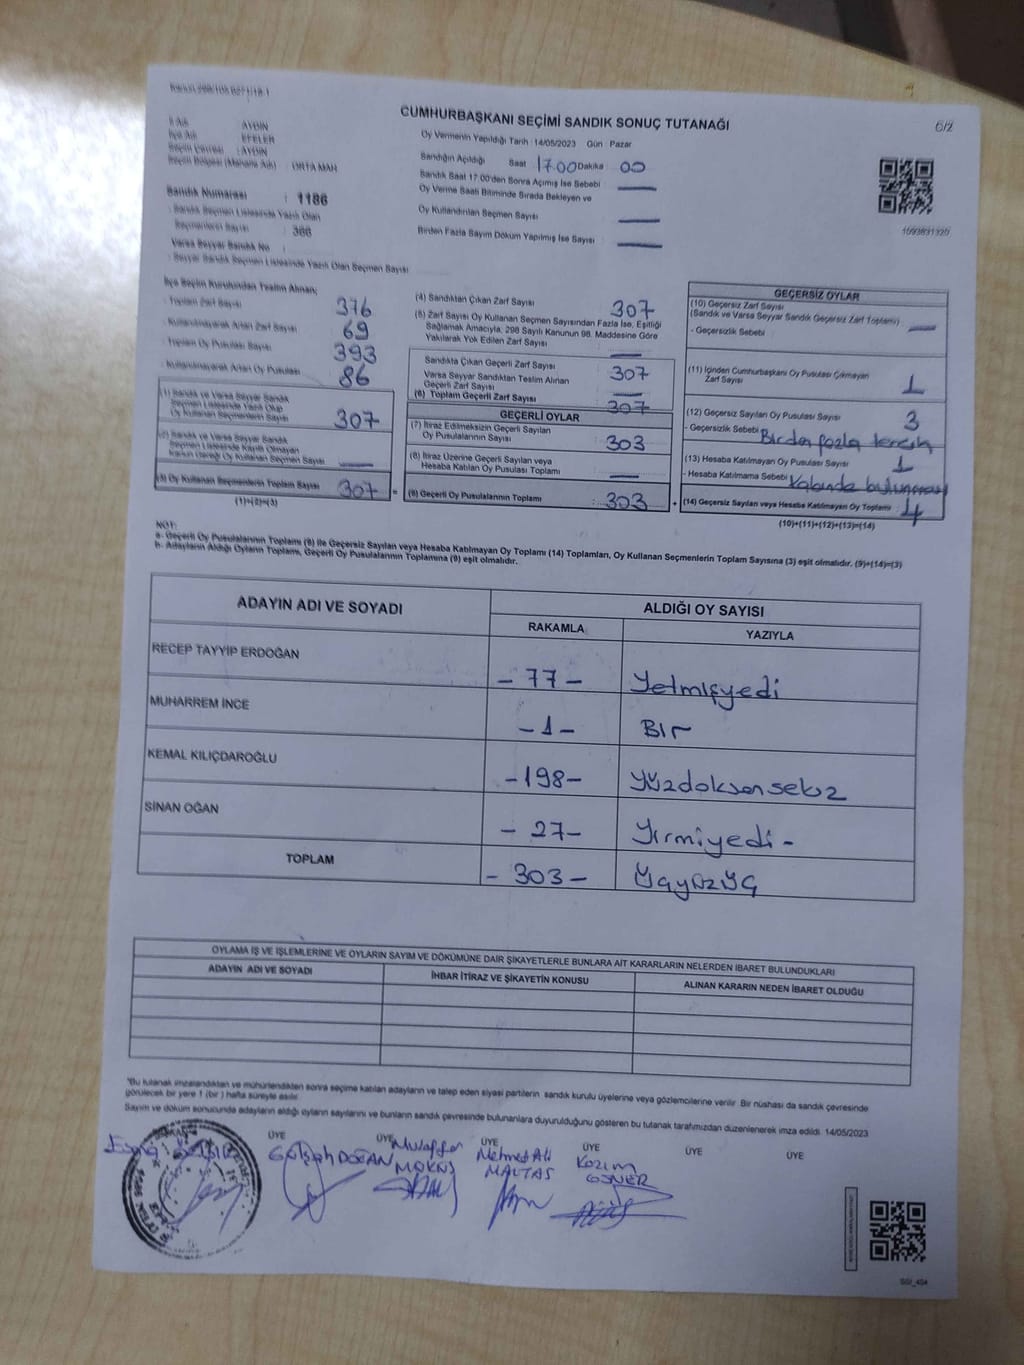 CUMHURBAŞKANI SEÇİMİ SANDIK SONUÇ TUTANAĞI
6/2
İl Adı : AYDIN
İlçe Adı : EFELER
Seçim Çevresi : AYDIN
Seçim Bölgesi (Mahalle Adı) : ORTA MAH
Sandık Numarası : 1186
Sandık Seçmen Listesinde Yazılı Olan
Seçmenlerin Sayısı : 366
Varsa Seyyar Sandık No :
Seyyar Sandık Seçmen Listesinde Yazılı Olan Seçmen Sayısı
Oy Vermenin Yapıldığı Tarih : 14/05/2023 Gün Pazar
Sandığın Açıldığı Saat 17.00 Dakika : 00
Sandık Saat 17.00'den Sonra Açımış İse Sebebi : —
Oy Verme Saati Bitiminde Sırada Bekleyen ve
Oy Kullandırılan Seçmen Sayısı : —
Birden Fazla Sayım Döküm Yapılmış İse Sayısı : —
1093891320
İlçe Seçim Kurulundan Teslim Alınan;
- Toplam Zarf Sayısı : 376
- Kullanılmayarak Artan Zarf Sayısı : 69
- Toplam Oy Pusulası Sayısı : 393
- Kullanılmayarak Artan Oy Pusulası : 86
(1) Sandık ve Varsa Seyyar Sandık
Seçmen Listesinde Yazılı Olup
Oy Kullanan Seçmenlerin Sayısı : 307
(2) Sandık ve Varsa Seyyar Sandık
Seçmen Listesinde Kayıtlı Olmayan
Kanun Gereği Oy Kullanan Seçmen Sayısı : —
(3) Oy Kullanan Seçmenlerin Toplam Sayısı : 307
(1)+(2)=(3)
(4) Sandıktan Çıkan Zarf Sayısı : 307
(5) Zarf Sayısı Oy Kullanan Seçmen Sayısından Fazla İse, Eşitliği
Sağlamak Amacıyla, 298 Sayılı Kanunun 98. Maddesine Göre
Yakılarak Yok Edilen Zarf Sayısı : —
Sandıkta Çıkan Geçerli Zarf Sayısı : 307
Varsa Seyyar Sandıktan Teslim Alınan
Geçerli Zarf Sayısı : —
(6) Toplam Geçerli Zarf Sayısı : 307
GEÇERLİ OYLAR
(7) İtiraz Edilmeksizin Geçerli Sayılan
Oy Pusulalarının Sayısı : 303
(8) İtiraz Üzerine Geçerli Sayılan veya
Hesaba Katılan Oy Pusulası Toplamı : —
(9) Geçerli Oy Pusulalarının Toplamı : 303
GEÇERSİZ OYLAR
(10) Geçersiz Zarf Sayısı
(Sandık ve Varsa Seyyar Sandık Geçersiz Zarf Toplamı) : —
- Geçersizlik Sebebi :
(11) İçinden Cumhurbaşkanı Oy Pusulası Çıkmayan
Zarf Sayısı : 1
(12) Geçersiz Sayılan Oy Pusulası Sayısı : 3
- Geçersizlik Sebebi : Birden fazla tercih
(13) Hesaba Katılmayan Oy Pusulası Sayısı : 1
- Hesaba Katılmama Sebebi :
(14) Geçersiz Sayılan veya Hesaba Katılmayan Oy Toplamı : 4
(10)+(11)+(12)+(13)=(14)
NOT:
a- Geçerli Oy Pusulalarının Toplamı (9) ile Geçersiz Sayılan veya Hesaba Katılmayan Oy Toplamı (14) Toplamları, Oy Kullanan Seçmenlerin Toplam Sayısına (3) eşit olmalıdır. (9)+(14)=(3)
b- Adayların Aldığı Oyların Toplamı, Geçerli Oy Pusulalarının Toplamına (9) eşit olmalıdır.
ADAYIN ADI VE SOYADI ALDIĞI OY SAYISI
RAKAMLA YAZIYLA
RECEP TAYYİP ERDOĞAN - 77 - Yetmişyedi
MUHARREM İNCE - 1 - Bir
KEMAL KILIÇDAROĞLU -198- Yüzdoksansekiz
SİNAN OĞAN - 27- Yirmiyedi -
TOPLAM - 303 - Üçyüzüç
OYLAMA İŞ VE İŞLEMLERİNE VE OYLARIN SAYIM VE DÖKÜMÜNE DAİR ŞİKAYETLERLE BUNLARA AİT KARARLARIN NELERDEN İBARET BULUNDUKLARI
ADAYIN ADI VE SOYADI İHBAR İTİRAZ VE ŞİKAYETİN KONUSU ALINAN KARARIN NEDEN İBARET OLDUĞU
*Bu tutanak imzalandıktan ve mühürlendikten sonra seçime katılan adayların ve talep eden siyasi partilerin sandık kurulu üyelerine veya gözlemcilerine verilir. Bir nüshası da sandık çevresinde
görülecek bir yere 1 (bir) hafta süreyle asılır.
Sayım ve döküm sonucunda adayların aldığı oyların sayılarını ve bunların sandık çevresinde bulunanlara duyurulduğunu gösteren bu tutanak tarafımızdan düzenlenerek imza edildi. 14/05/2023
ÜYE ÜYE ÜYE ÜYE ÜYE ÜYE
DOĞAN Mehmet Ali Kazım